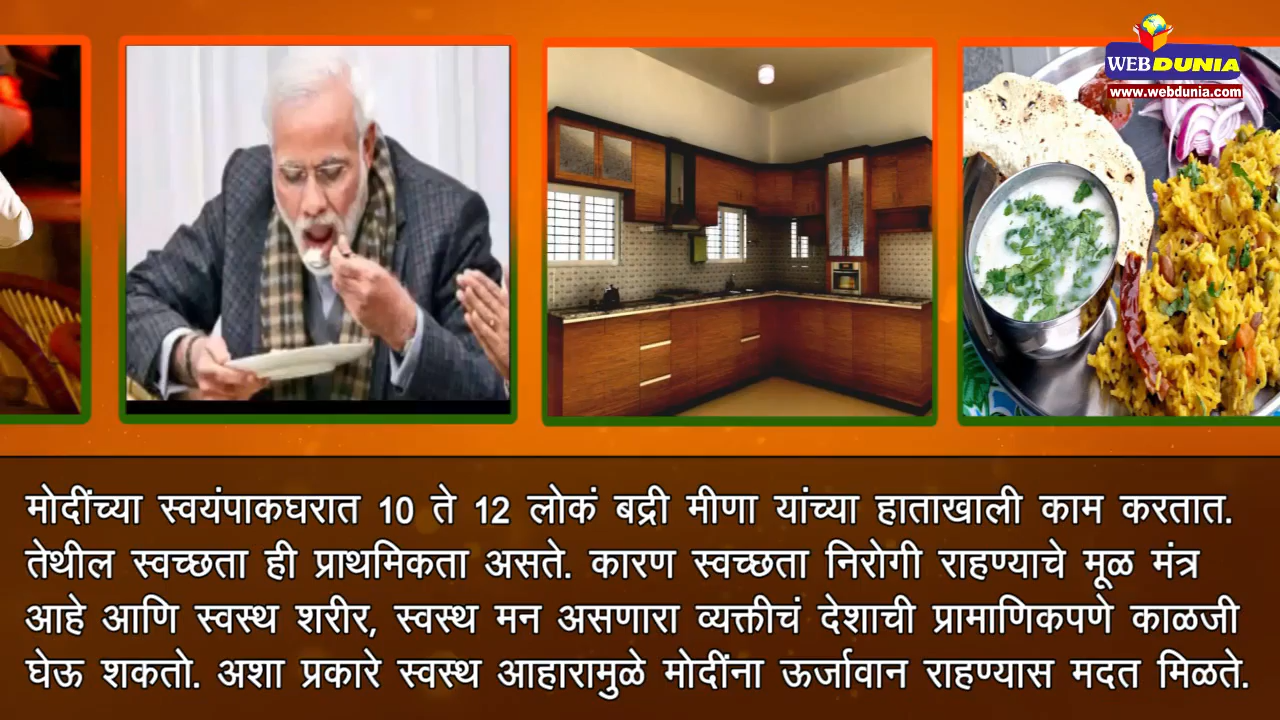 WEBDUNIA
www.webdunia.com
मोदींच्या स्वयंपाकघरात 10 ते 12 लोकं बद्री मीणा यांच्या हाताखाली काम करतात.
तेथील स्वच्छता ही प्राथमिकता असते. कारण स्वच्छता निरोगी राहण्याचे मूळ मंत्र
आहे आणि स्वस्थ शरीर, स्वस्थ मन असणारा व्यक्तीचं देशाची प्रामाणिकपणे काळजी
घेऊ शकतो. अशा प्रकारे स्वस्थ आहारामुळे मोदींना ऊर्जावान राहण्यास मदत मिळते.